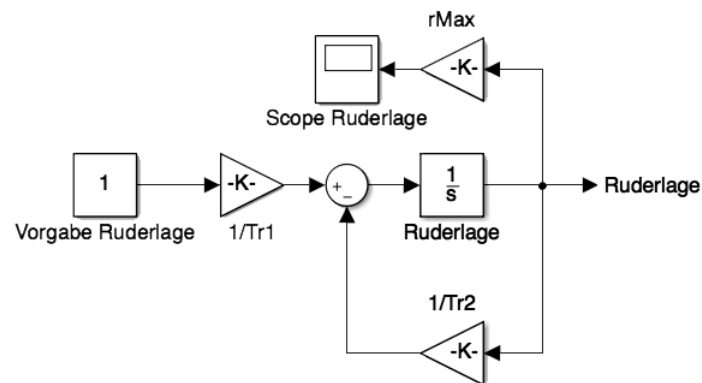 rMax
-K-
Scope Ruderlage
1
-K-
+
−
1
s
Ruderlage
Vorgabe Ruderlage
1/Tr1
Ruderlage
1/Tr2
-K-